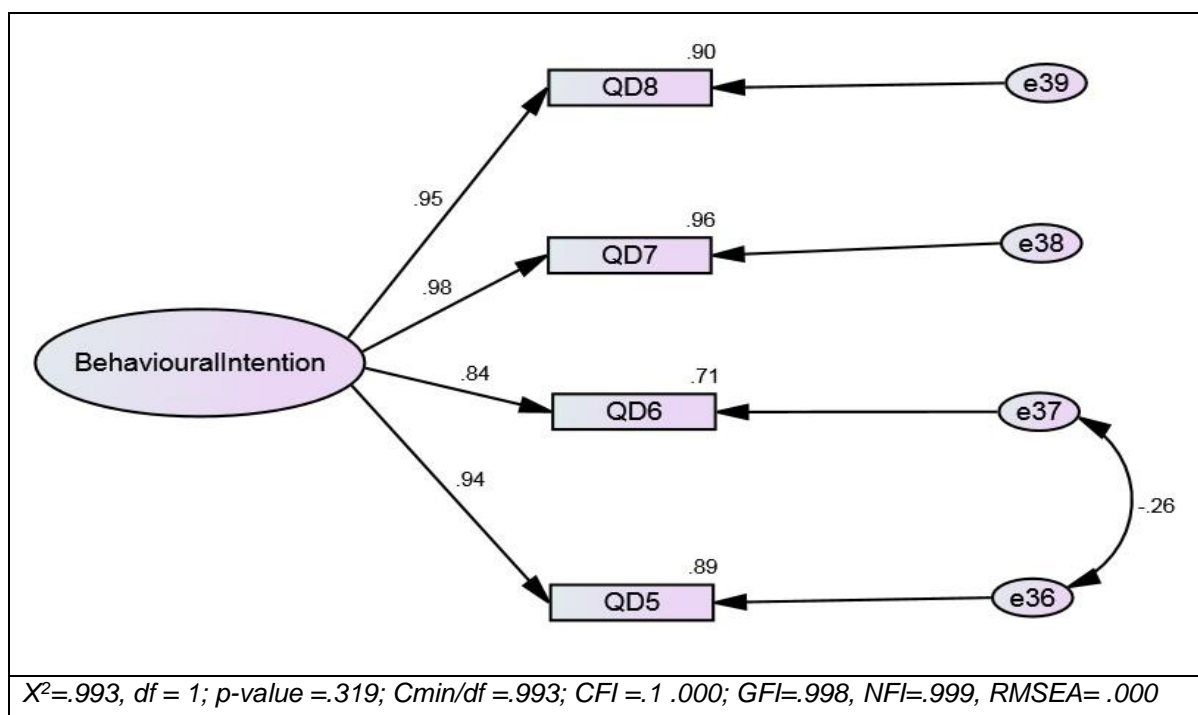 .90
QD8
e39
.95
.96
QD7
e38
.98
BehaviouralIntention
.84
.71
QD6
e37
.94
-.26
.89
QD5
e36
X²=.993, df = 1; p-value =.319; Cmin/df =.993; CFI =.1 .000; GFI=.998, NFI=.999, RMSEA= .000